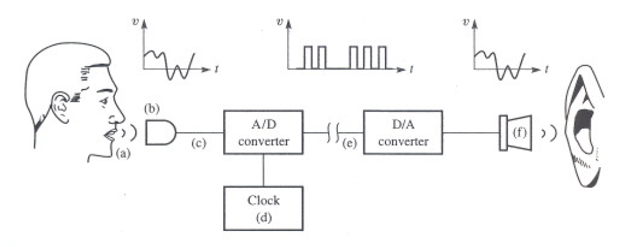 v
t
v
t
v
t
(a)
(b)
(c)
A/D
converter
Clock
(d)
(e)
D/A
converter
(f)